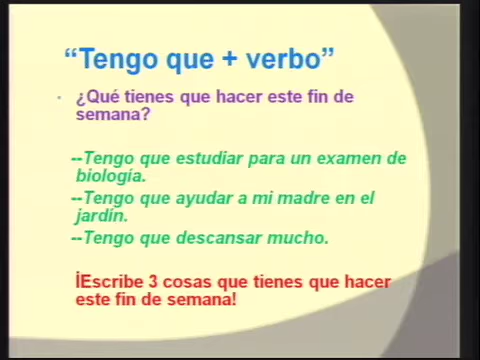 “Tengo que + verbo”
• ¿Qué tienes que hacer este fin de
semana?
--Tengo que estudiar para un examen de
biología.
--Tengo que ayudar a mi madre en el
jardín.
--Tengo que descansar mucho.
¡Escribe 3 cosas que tienes que hacer
este fin de semana!